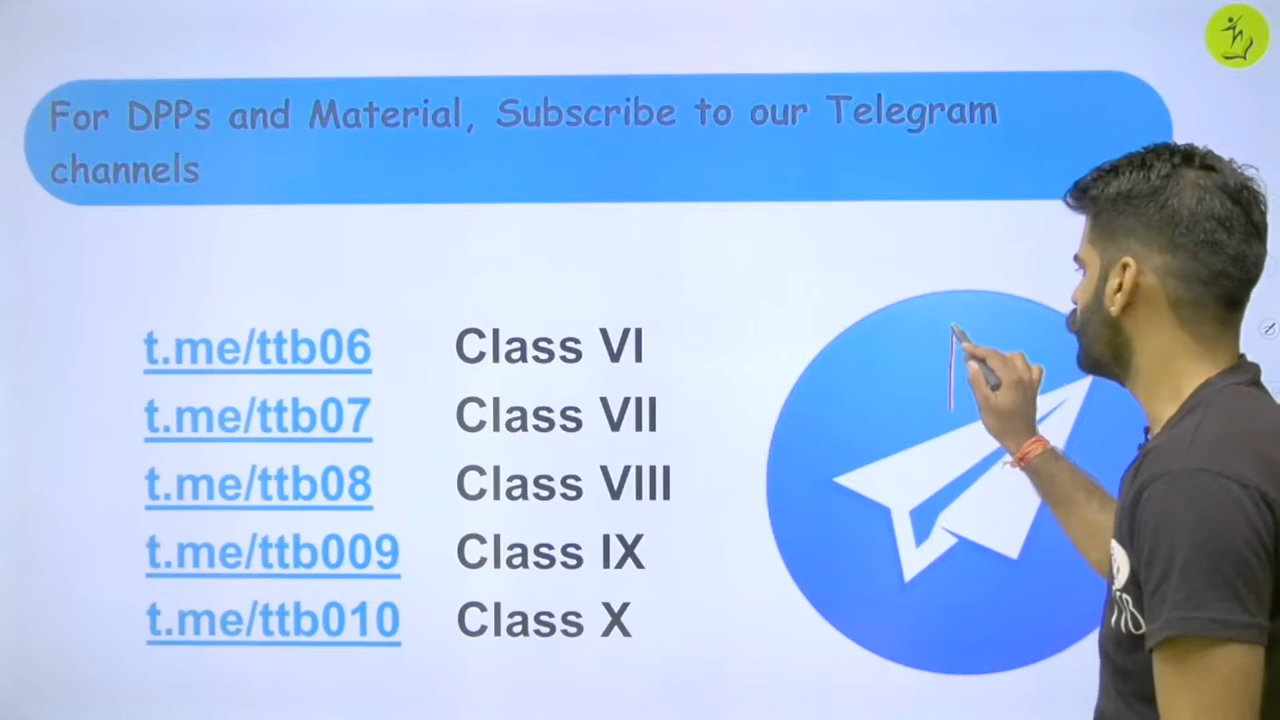 For DPPs and Material, Subscribe to our Telegram
channels
t.me/ttb06 Class VI
t.me/ttb07 Class VII
t.me/ttb08 Class VIII
t.me/ttb009 Class IX
t.me/ttb010 Class X
TTB